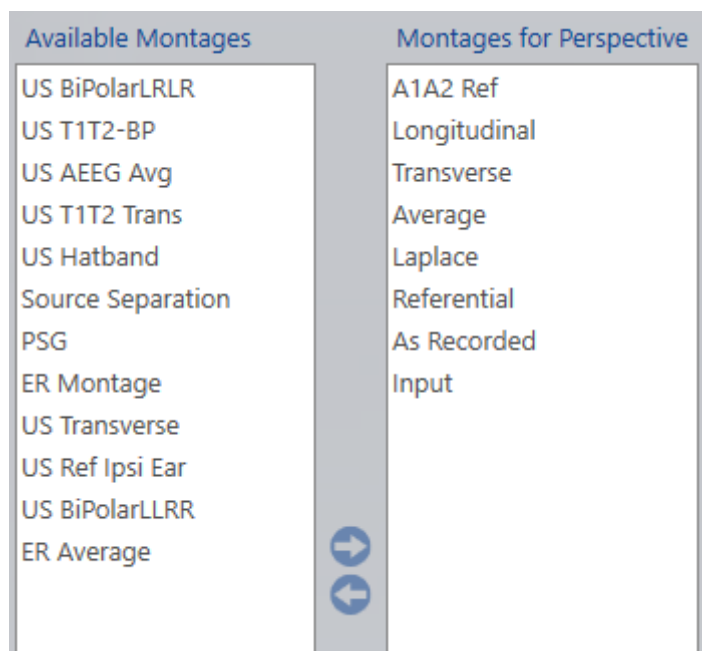 Available Montages
US BiPolarLRLR
US T1T2-BP
US AEEG Avg
US T1T2 Trans
US Hatband
Source Separation
PSG
ER Montage
US Transverse
US Ref Ipsi Ear
US BiPolarLLRR
ER Average
Montages for Perspective
A1A2 Ref
Longitudinal
Transverse
Average
Laplace
Referential
As Recorded
Input